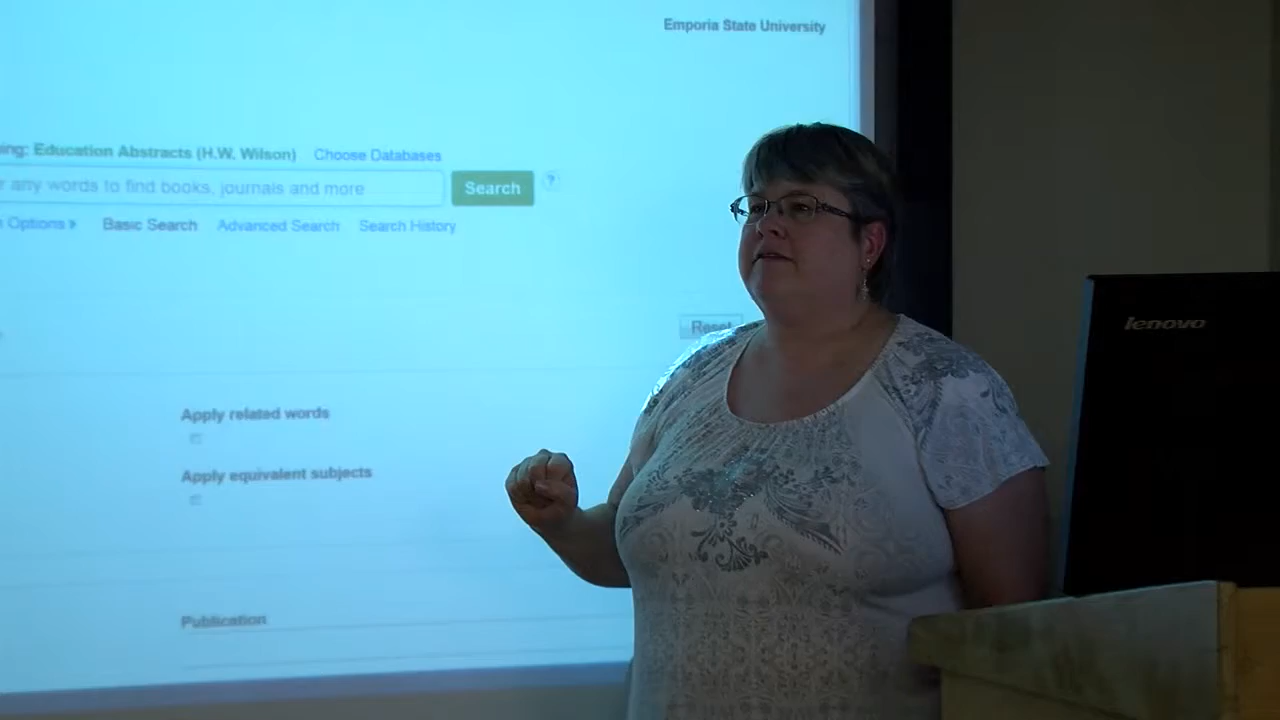 Emporia State University
Education Abstracts (H.W. Wilson) Choose Databases
any words to find books, journals and more Search ?
Options Basic Search Advanced Search Search History
Reset
lenovo
Apply related words
Apply equivalent subjects
Publication